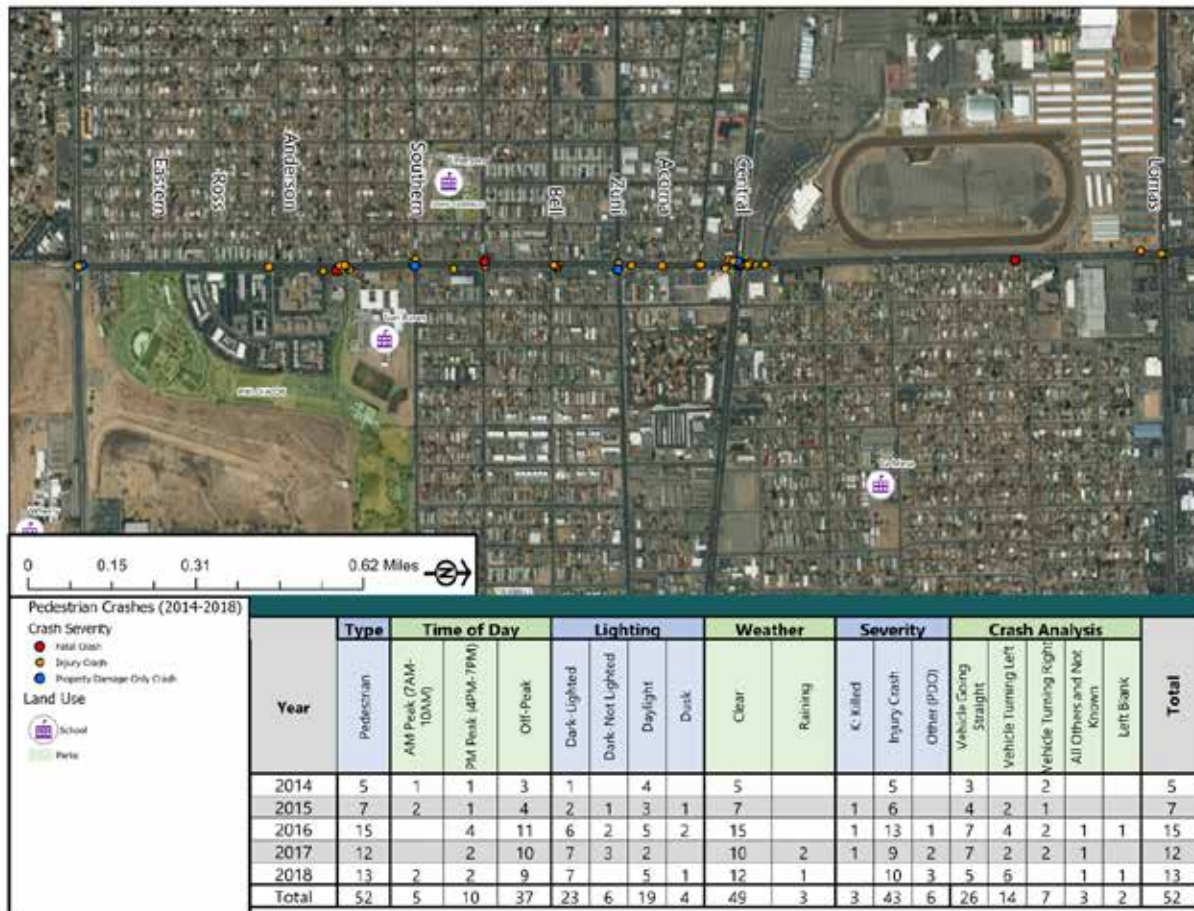 Eastern
Ross
Anderson
Southern
Bell
Zuni
Acoma
Central
Lomas
Van Buren
La Mesa
Wherry
0 0.15 0.31 0.62 Miles
N
Pedestrian Crashes (2014-2018)
Crash Severity
Fatal Crash
Injury Crash
Property Damage Only Crash
Land Use
School
Parks
Type Time of Day Lighting Weather Severity Crash Analysis
Year Pedestrian AM Peak (7AM-10AM) PM Peak (4PM-7PM) Off-Peak Dark-Lighted Dark-Not Lighted Daylight Dusk Clear Raining K: Killed Injury Crash Other (PDO) Vehicle Going Straight Vehicle Turning Left Vehicle Turning Right All Others and Not Known Left Blank Total
2014 5 1 1 3 1 4 5 5 3 2 5
2015 7 2 1 4 2 1 3 1 7 1 6 4 2 1 7
2016 15 4 11 6 2 5 2 15 1 13 1 7 4 2 1 1 15
2017 12 2 10 7 3 2 10 2 1 9 2 7 2 2 1 12
2018 13 2 2 9 7 5 1 12 1 10 3 5 6 1 1 13
Total 52 5 10 37 23 6 19 4 49 3 3 43 6 26 14 7 3 2 52